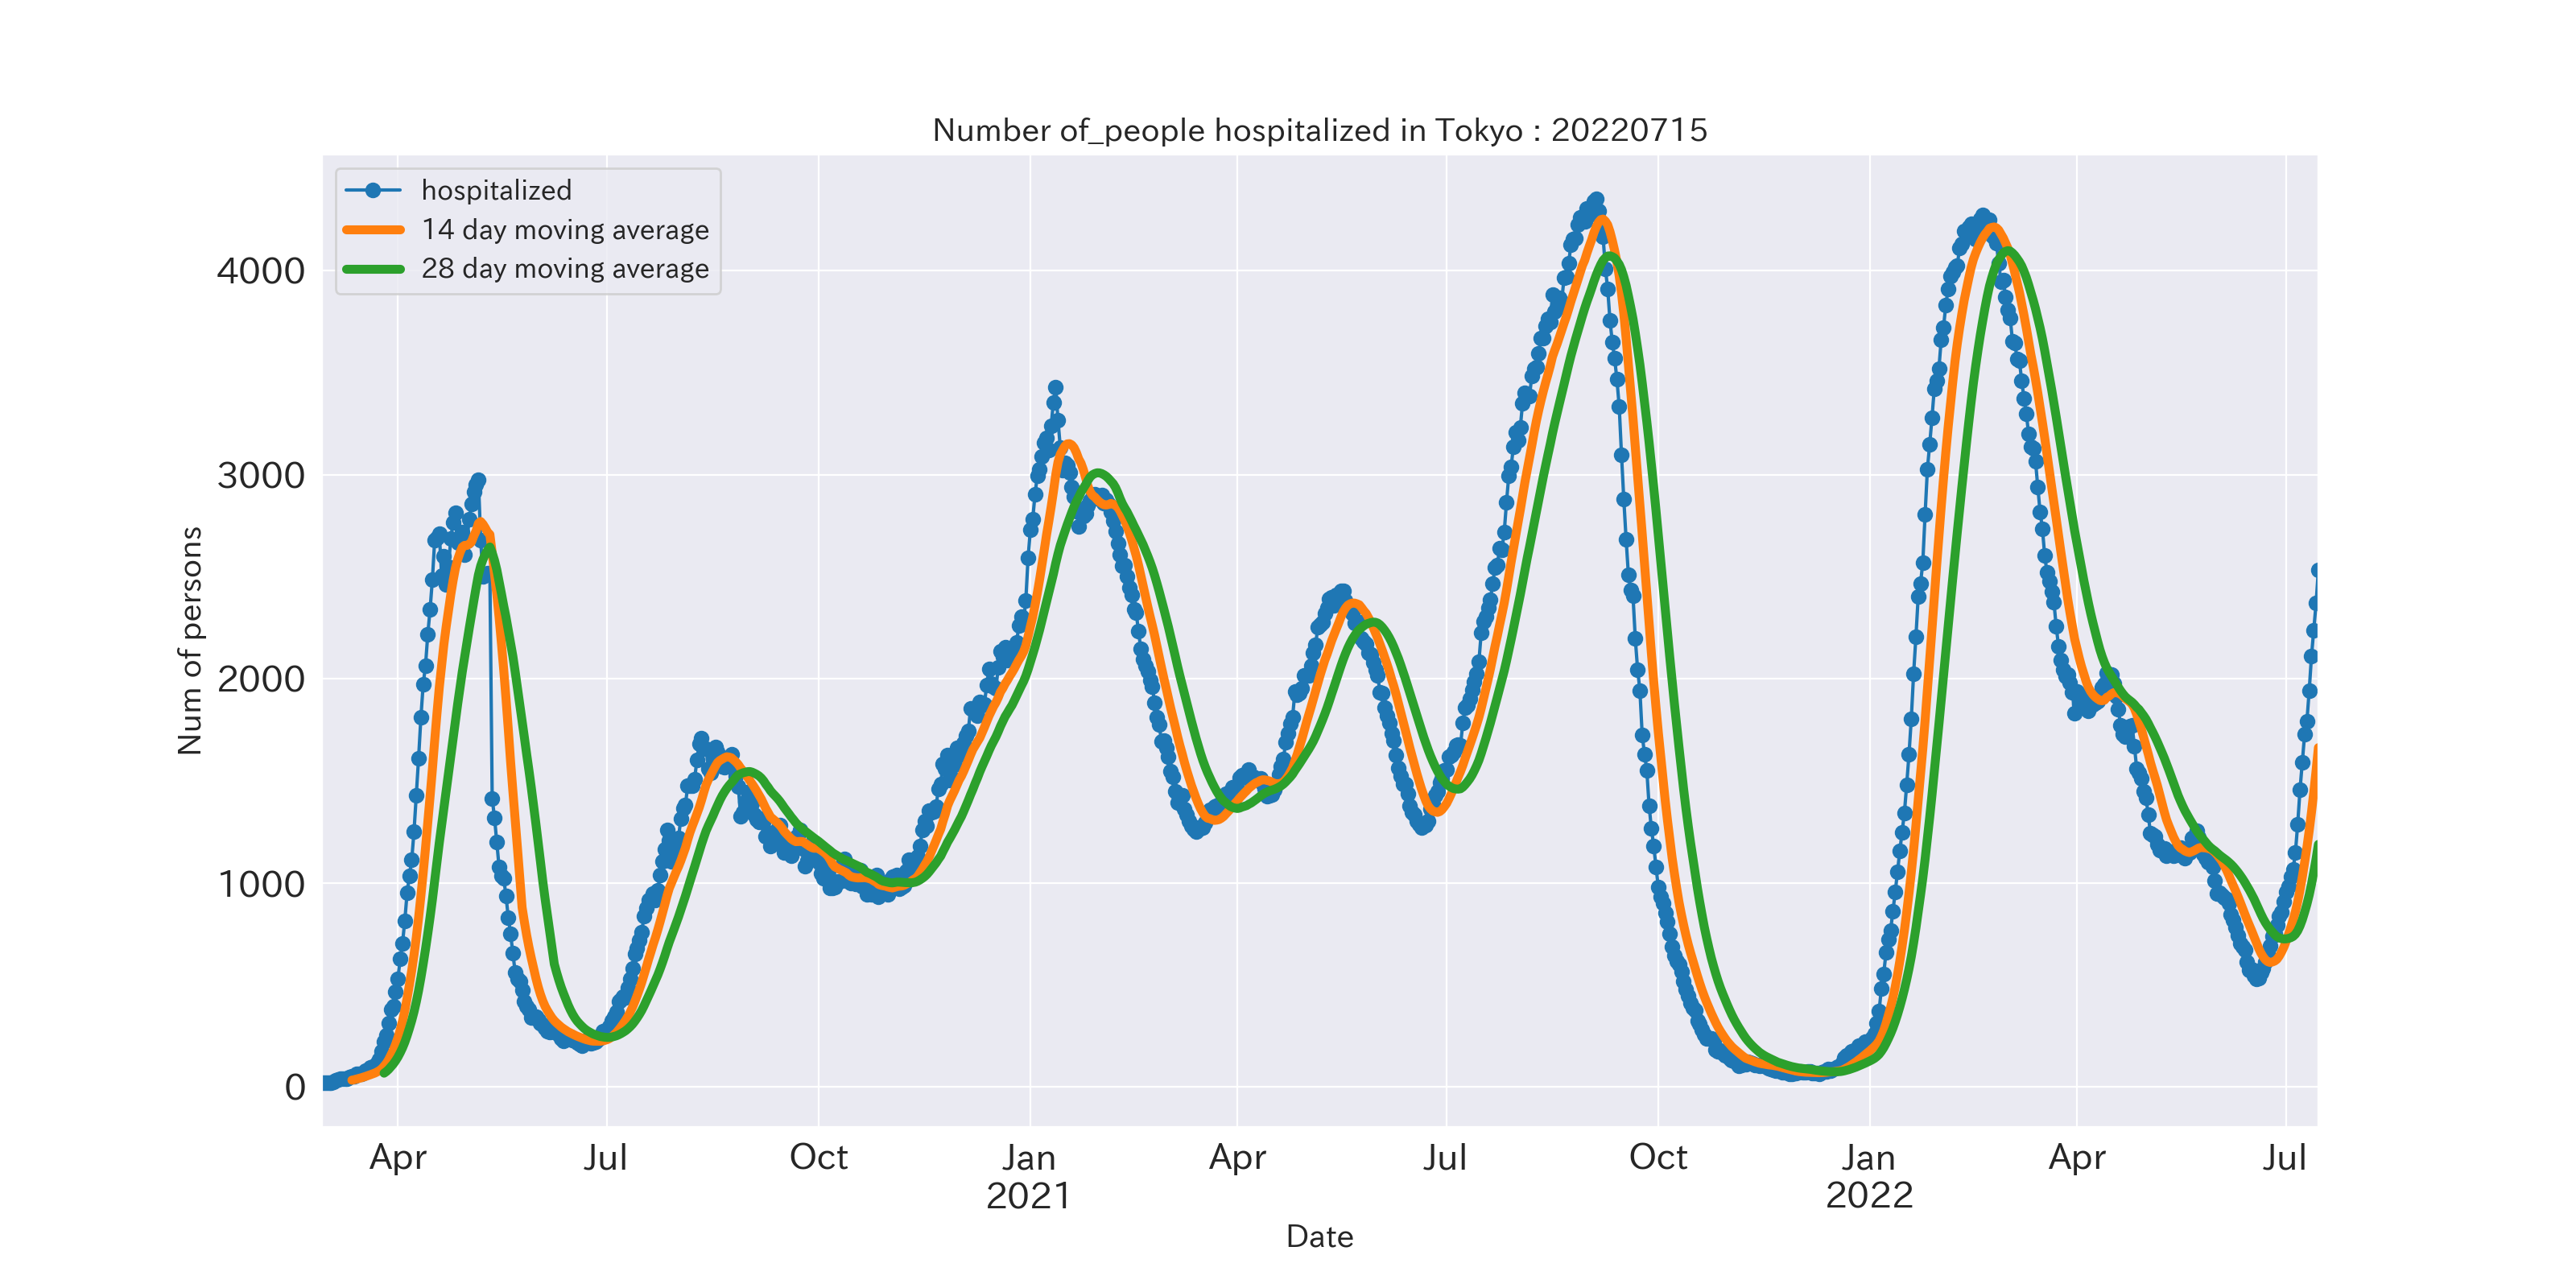 Number of_people hospitalized in Tokyo : 20220715
hospitalized
14 day moving average
28 day moving average
4000
3000
2000
1000
0
Num of persons
Apr Jul Oct Jan Apr Jul Oct Jan Apr Jul
2021 2022
Date